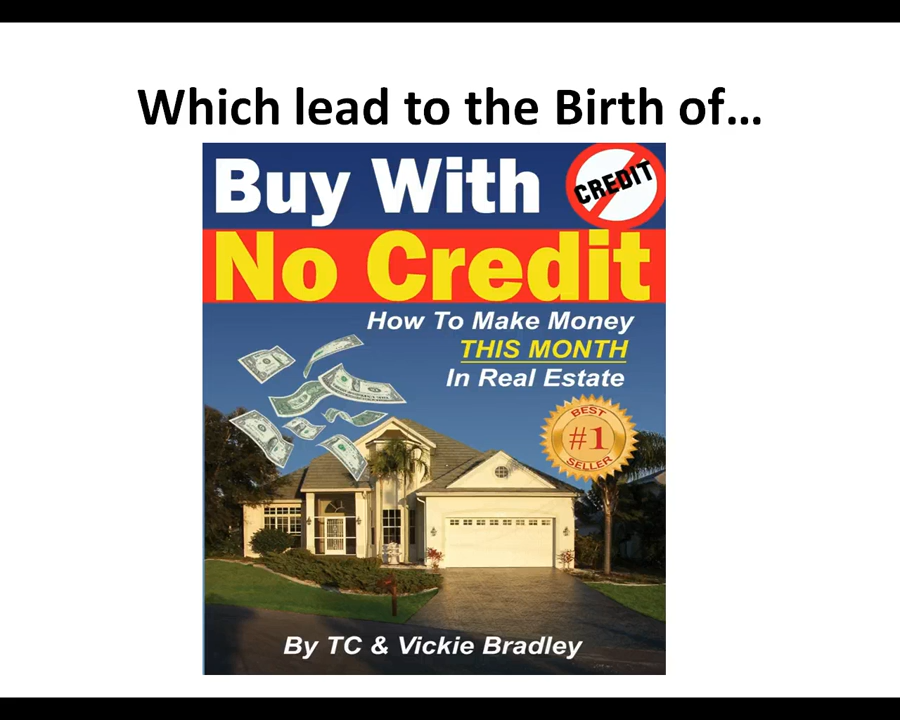 Which lead to the Birth of...
Buy With
CREDIT
No Credit
How To Make Money
THIS MONTH
In Real Estate
BEST
#1
SELLER
By TC & Vickie Bradley